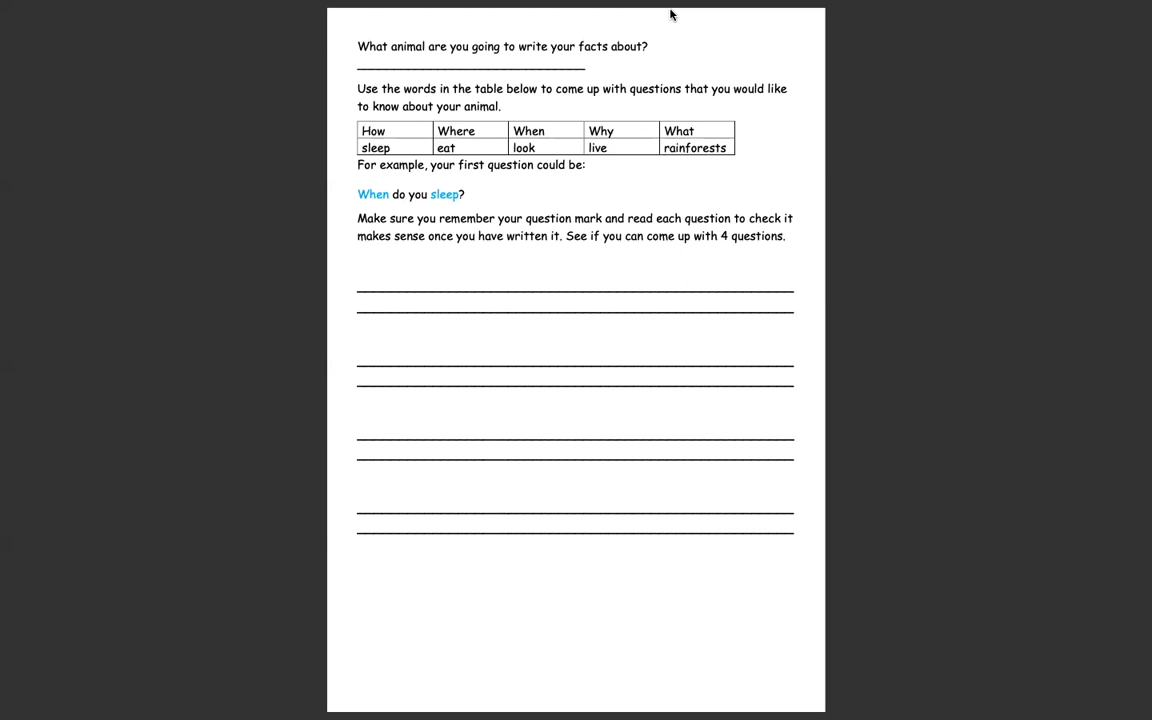 What animal are you going to write your facts about?
Use the words in the table below to come up with questions that you would like
to know about your animal.
How Where When Why What
sleep eat look live rainforests
For example, your first question could be:
When do you sleep?
Make sure you remember your question mark and read each question to check it
makes sense once you have written it. See if you can come up with 4 questions.